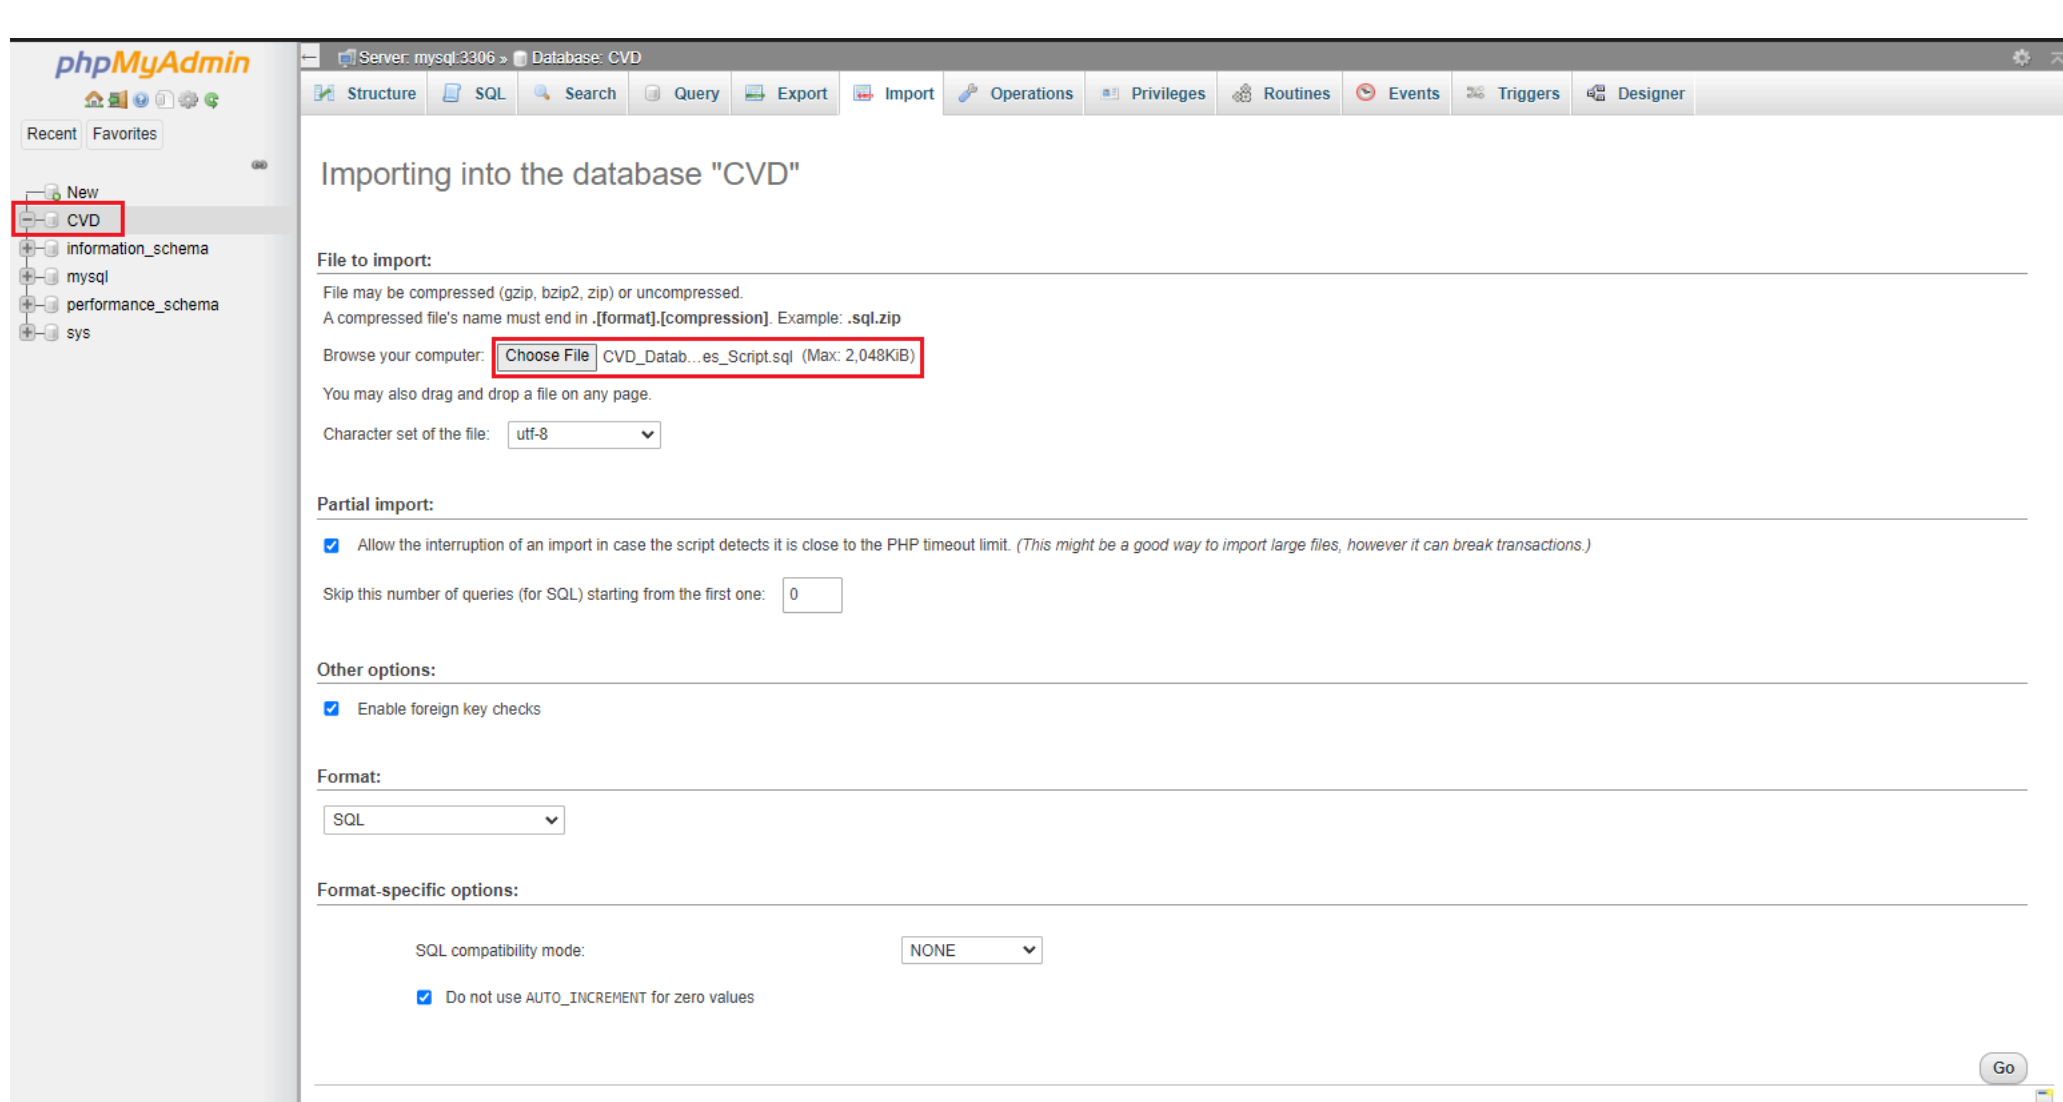 phpMyAdmin
Recent Favorites
New
CVD
information_schema
mysql
performance_schema
sys
Server: mysql:3306 » Database: CVD
Structure SQL Search Query Export Import Operations Privileges Routines Events Triggers Designer
Importing into the database "CVD"
File to import:
File may be compressed (gzip, bzip2, zip) or uncompressed.
A compressed file's name must end in .[format].[compression]. Example: .sql.zip
Browse your computer: Choose File CVD_Datab...es_Script.sql (Max: 2,048KiB)
You may also drag and drop a file on any page.
Character set of the file: utf-8
Partial import:
Allow the interruption of an import in case the script detects it is close to the PHP timeout limit. (This might be a good way to import large files, however it can break transactions.)
Skip this number of queries (for SQL) starting from the first one: 0
Other options:
Enable foreign key checks
Format:
SQL
Format-specific options:
SQL compatibility mode: NONE
Do not use AUTO_INCREMENT for zero values
Go